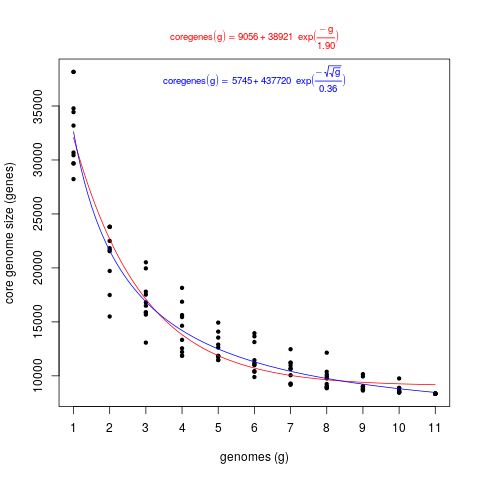 coregenes(g) = 9056 + 38921 exp(−g/1.90)
coregenes(g) = 5745 + 437720 exp(−√√g/0.36)
core genome size (genes)
35000
30000
25000
20000
15000
10000
1 2 3 4 5 6 7 8 9 10 11
genomes (g)